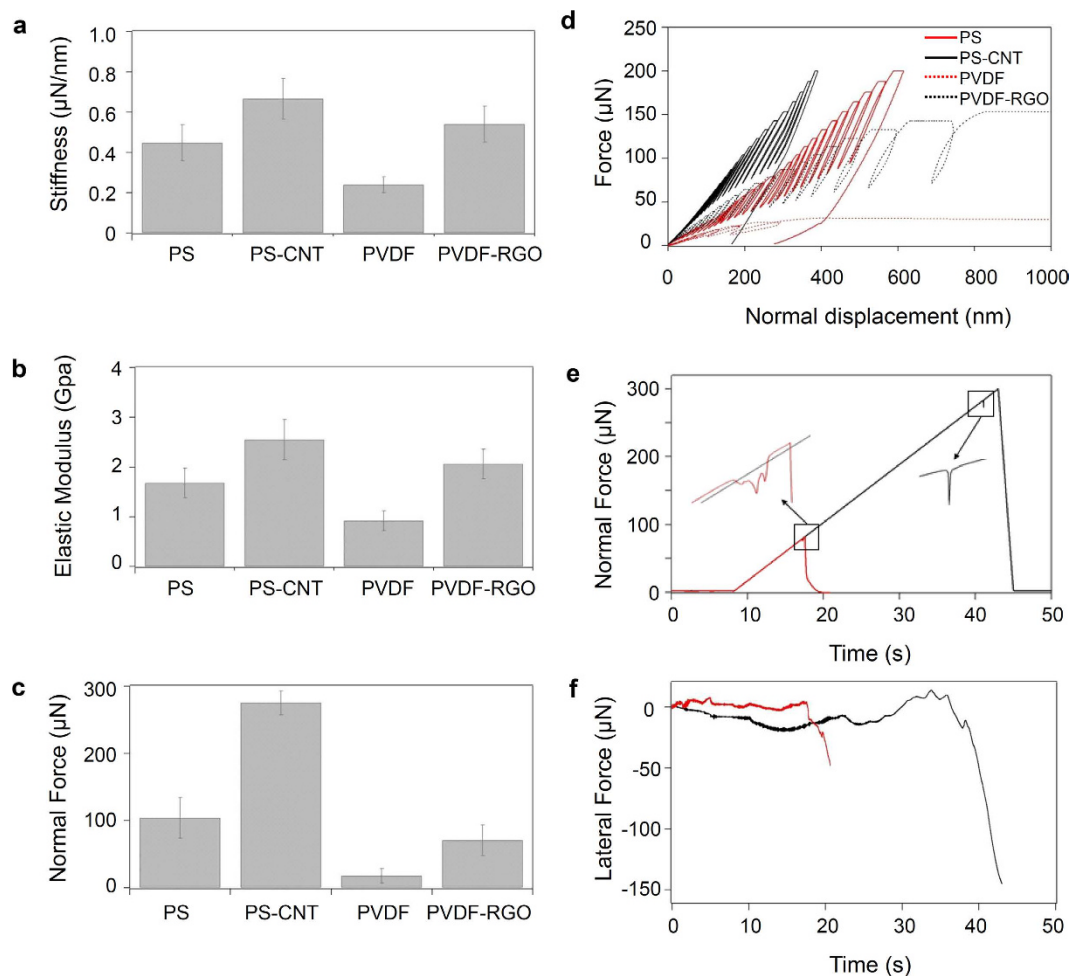 a
Stiffness (µN/nm)
1.0
0.8
0.6
0.4
0.2
0
PS PS-CNT PVDF PVDF-RGO
b
Elastic Modulus (Gpa)
4
3
2
1
0
PS PS-CNT PVDF PVDF-RGO
c
Normal Force (µN)
300
200
100
0
PS PS-CNT PVDF PVDF-RGO
d
Force (µN)
250
200
150
100
50
0
PS
PS-CNT
PVDF
PVDF-RGO
0 200 400 600 800 1000
Normal displacement (nm)
e
Normal Force (µN)
300
200
100
0
0 10 20 30 40 50
Time (s)
f
Lateral Force (µN)
0
-50
-100
-150
0 10 20 30 40 50
Time (s)